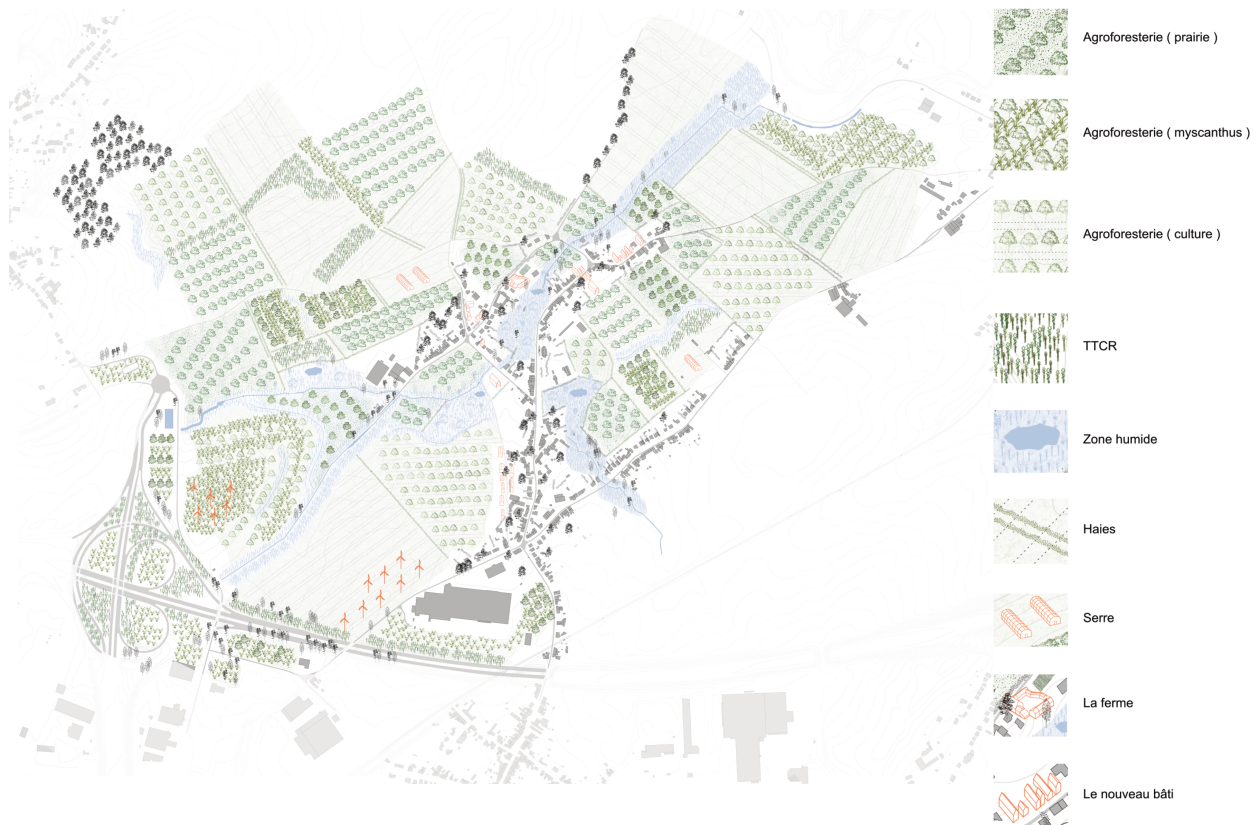 Agroforesterie ( prairie )
Agroforesterie ( myscanthus )
Agroforesterie ( culture )
TTCR
Zone humide
Haies
Serre
La ferme
Le nouveau bâti